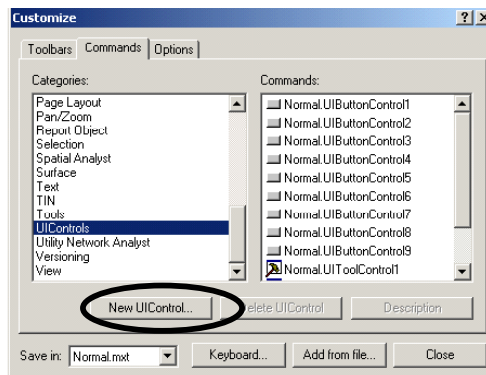 Customize
Toolbars Commands Options
Categories:
Page Layout
Pan/Zoom
Report Object
Selection
Spatial Analyst
Surface
Text
TIN
Tools
UIControls
Utility Network Analyst
Versioning
View
Commands:
Normal.UIButtonControl1
Normal.UIButtonControl2
Normal.UIButtonControl3
Normal.UIButtonControl4
Normal.UIButtonControl5
Normal.UIButtonControl6
Normal.UIButtonControl7
Normal.UIButtonControl8
Normal.UIButtonControl9
Normal.UIToolControl1
New UIControl... elete UIControl Description
Save in: Normal.mxt Keyboard... Add from file... Close